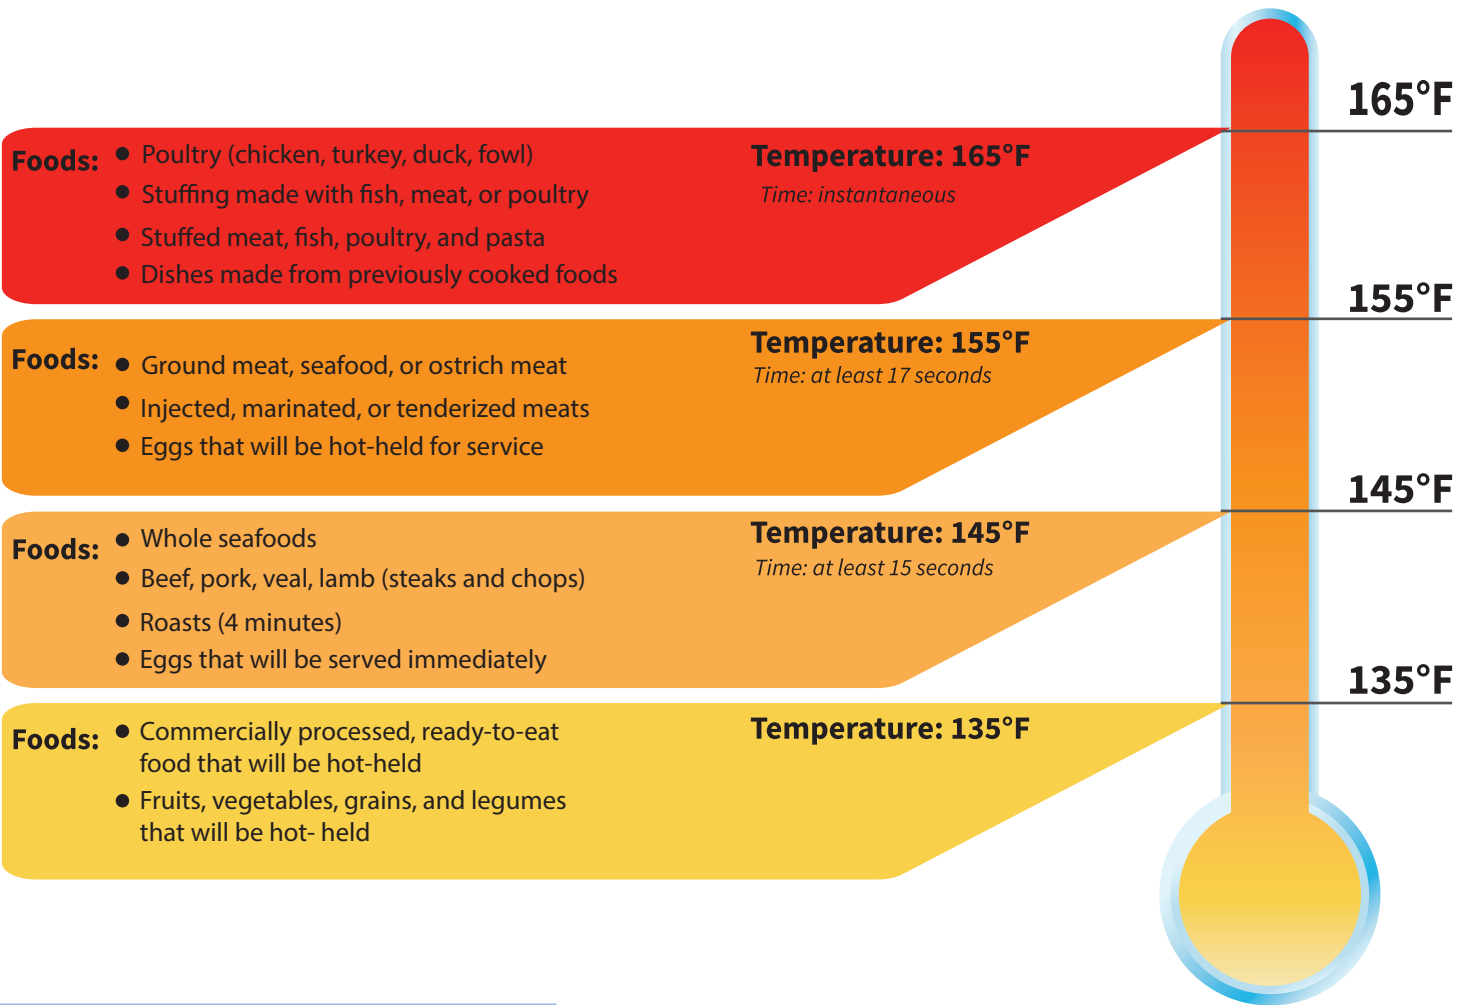 165°F
Foods:
Poultry (chicken, turkey, duck, fowl)
Stuffing made with fish, meat, or poultry
Stuffed meat, fish, poultry, and pasta
Dishes made from previously cooked foods
Temperature: 165°F
Time: instantaneous
155°F
Foods:
Ground meat, seafood, or ostrich meat
Injected, marinated, or tenderized meats
Eggs that will be hot-held for service
Temperature: 155°F
Time: at least 17 seconds
145°F
Foods:
Whole seafoods
Beef, pork, veal, lamb (steaks and chops)
Roasts (4 minutes)
Eggs that will be served immediately
Temperature: 145°F
Time: at least 15 seconds
135°F
Foods:
Commercially processed, ready-to-eat
food that will be hot-held
Fruits, vegetables, grains, and legumes
that will be hot- held
Temperature: 135°F